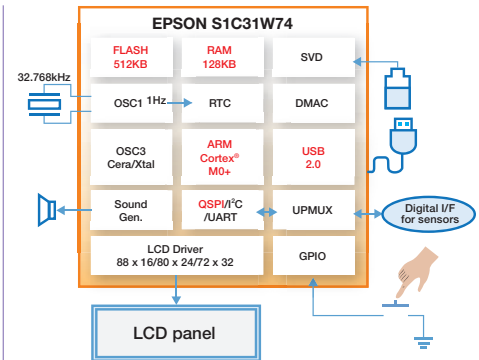 EPSON S1C31W74
FLASH
512KB
RAM
128KB
SVD
32.768kHz
OSC1
1Hz
RTC
DMAC
OSC3
Cera/Xtal
ARM
Cortex®
M0+
USB
2.0
Sound
Gen.
QSPI/I²C
/UART
UPMUX
Digital I/F
for sensors
LCD Driver
88 x 16/80 x 24/72 x 32
GPIO
LCD panel